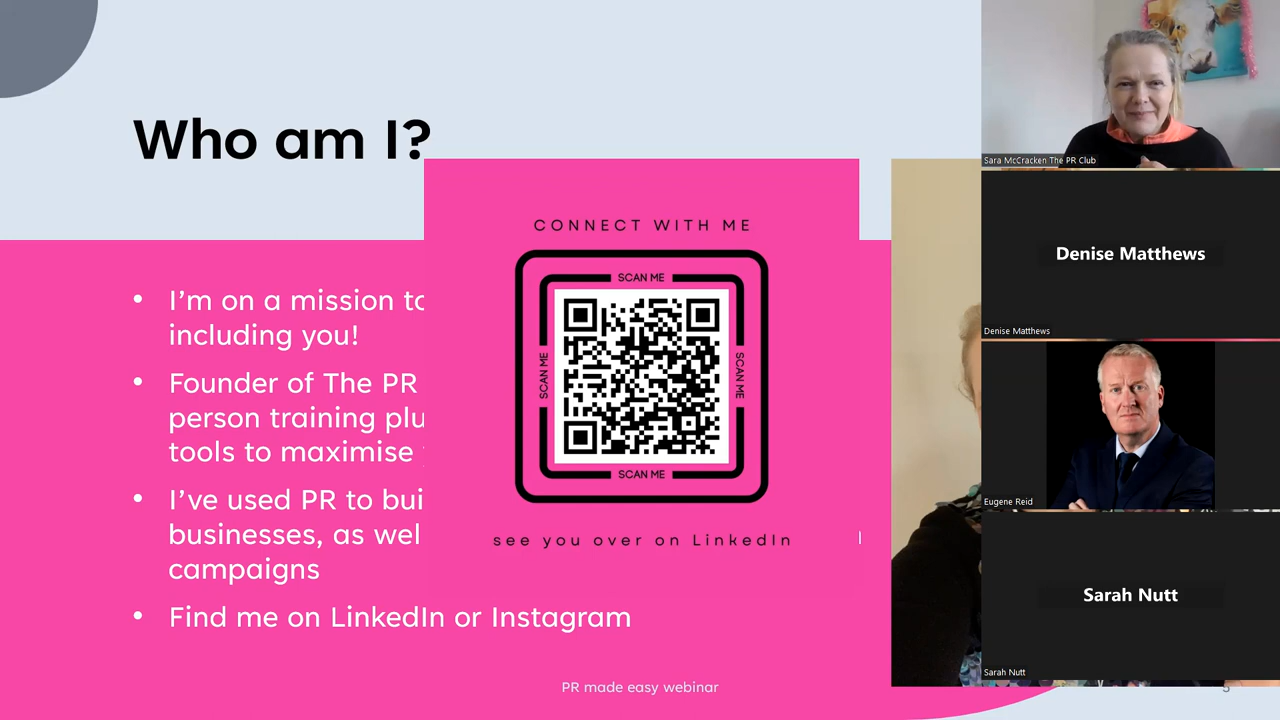 Who am I?
CONNECT WITH ME
SCAN ME
SCAN ME
SCAN ME
SCAN ME
see you over on LinkedIn
• I'm on a mission to
including you!
• Founder of The PR
person training plu
tools to maximise
• I've used PR to bui
businesses, as wel
campaigns
• Find me on LinkedIn or Instagram
PR made easy webinar
5
Sara McCracken The PR Club
Denise Matthews
Denise Matthews
Eugene Reid
Sarah Nutt
Sarah Nutt